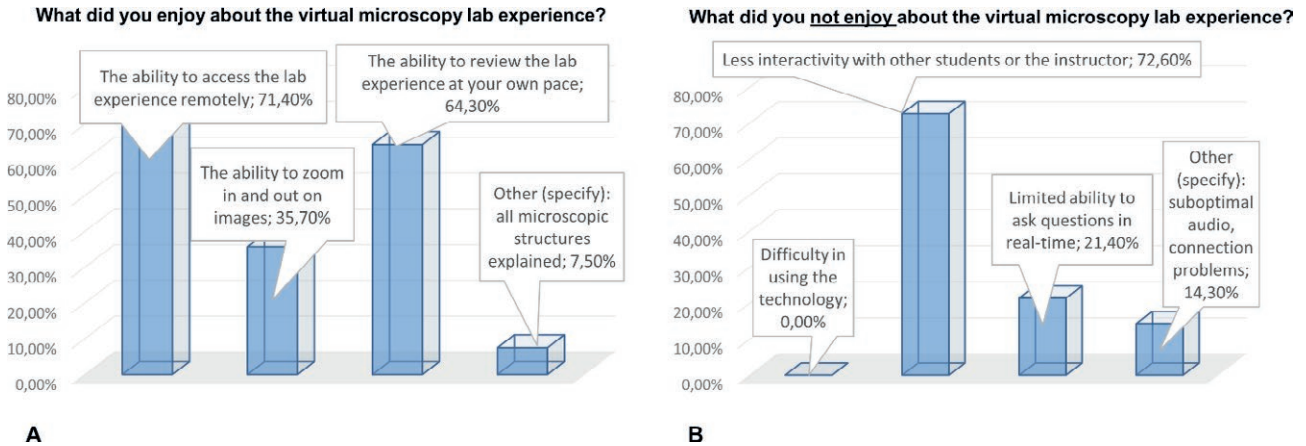 What did you enjoy about the virtual microscopy lab experience?
The ability to access the lab
experience remotely; 71,40%
The ability to review the lab
experience at your own pace;
64,30%
The ability to zoom
in and out on
images; 35,70%
Other (specify):
all microscopic
structures
explained; 7,50%
80,00%
70,00%
60,00%
50,00%
40,00%
30,00%
20,00%
10,00%
0,00%
A
What did you not enjoy about the virtual microscopy lab experience?
Less interactivity with other students or the instructor; 72,60%
Difficulty in
using the
technology;
0,00%
Limited ability to
ask questions in
real-time; 21,40%
Other
(specify):
suboptimal
audio,
connection
problems;
14,30%
80,00%
70,00%
60,00%
50,00%
40,00%
30,00%
20,00%
10,00%
0,00%
B